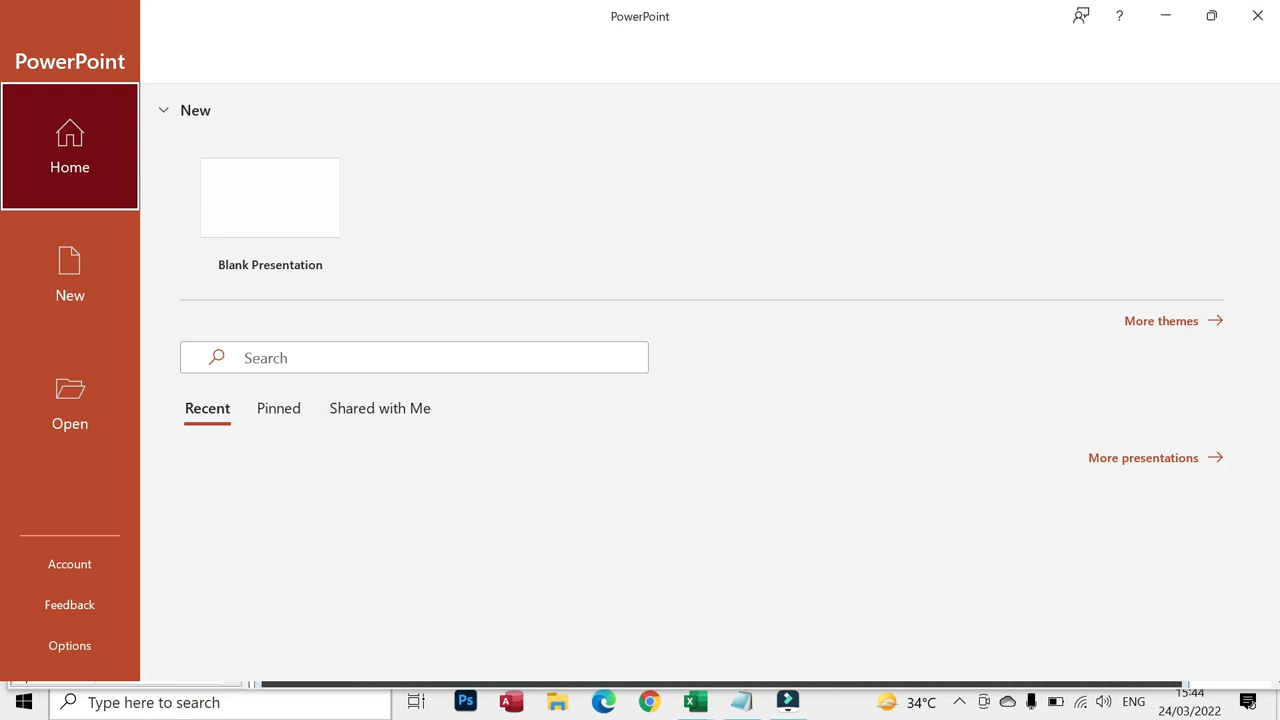 PowerPoint
?
PowerPoint
New
Home
Blank Presentation
New
More themes
Search
Recent Pinned Shared with Me
Open
More presentations
Account
Feedback
Options
Type here to search
Ps
34°C
ENG
15:44
24/03/2022